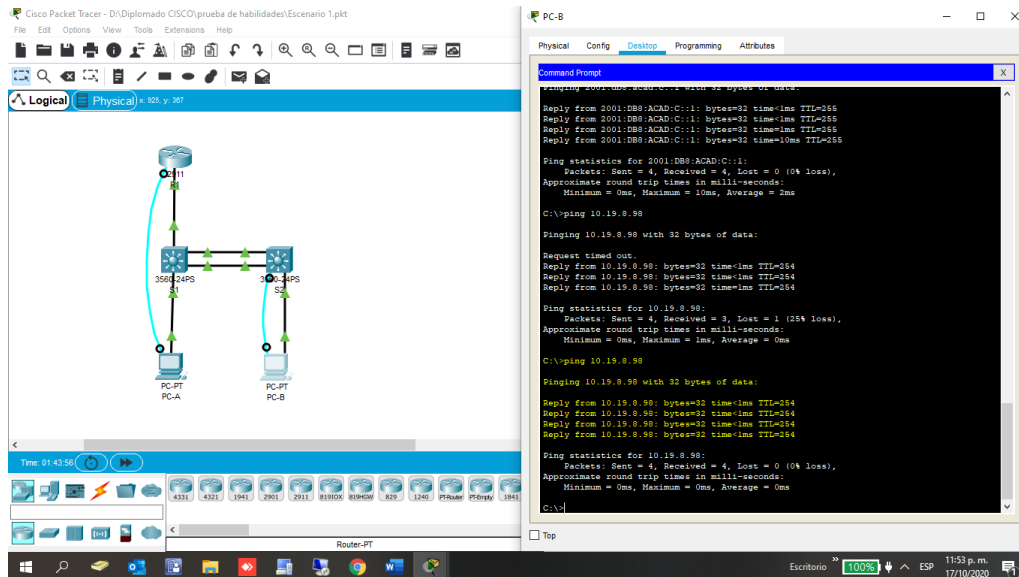 Cisco Packet Tracer - D:\Diplomado CISCO\prueba de habilidades\Escenario 1.pkt
File Edit Options View Tools Extensions Help
Logical Physical x: 925, y: 367
2911
R1
3560-24PS
S1
3560-24PS
S2
PC-PT
PC-A
PC-PT
PC-B
Time: 01:43:56
4331 4321 1941 2901 2911 819IOX 819HGW 829 1240 PT-Router PT-Empty 1841
Router-PT
PC-B
Physical Config Desktop Programming Attributes
Command Prompt X
Pinging 2001:DB8:acad:c::1 with 32 bytes of data:
Reply from 2001:DB8:ACAD:C::1: bytes=32 time<1ms TTL=255
Reply from 2001:DB8:ACAD:C::1: bytes=32 time<1ms TTL=255
Reply from 2001:DB8:ACAD:C::1: bytes=32 time=1ms TTL=255
Reply from 2001:DB8:ACAD:C::1: bytes=32 time=10ms TTL=255
Ping statistics for 2001:DB8:ACAD:C::1:
Packets: Sent = 4, Received = 4, Lost = 0 (0% loss),
Approximate round trip times in milli-seconds:
Minimum = 0ms, Maximum = 10ms, Average = 2ms
C:\>ping 10.19.8.98
Pinging 10.19.8.98 with 32 bytes of data:
Request timed out.
Reply from 10.19.8.98: bytes=32 time<1ms TTL=254
Reply from 10.19.8.98: bytes=32 time<1ms TTL=254
Reply from 10.19.8.98: bytes=32 time=1ms TTL=254
Ping statistics for 10.19.8.98:
Packets: Sent = 4, Received = 3, Lost = 1 (25% loss),
Approximate round trip times in milli-seconds:
Minimum = 0ms, Maximum = 1ms, Average = 0ms
C:\>ping 10.19.8.98
Pinging 10.19.8.98 with 32 bytes of data:
Reply from 10.19.8.98: bytes=32 time<1ms TTL=254
Reply from 10.19.8.98: bytes=32 time<1ms TTL=254
Reply from 10.19.8.98: bytes=32 time<1ms TTL=254
Reply from 10.19.8.98: bytes=32 time<1ms TTL=254
Ping statistics for 10.19.8.98:
Packets: Sent = 4, Received = 4, Lost = 0 (0% loss),
Approximate round trip times in milli-seconds:
Minimum = 0ms, Maximum = 0ms, Average = 0ms
C:\>
Top
Escritorio 100% ESP 11:53 p. m.
17/10/2020